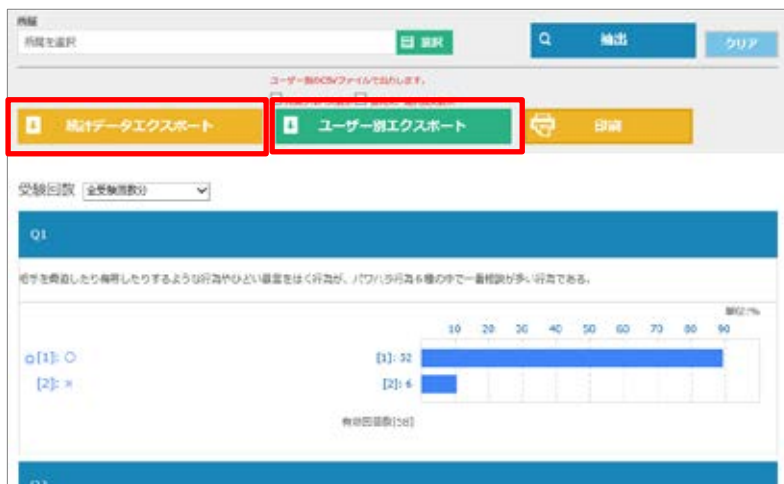 所属
所属を選択
選択
抽出
クリア
ユーザー別のCSVファイルで出力します。
統計データエクスポート
ユーザー別エクスポート
印刷
受験回数 全受験回数分
Q1
相手を脅迫したり侮辱したりするような行為やひどい暴言をはく行為が、パワハラ行為6種の中で一番相談が多い行為である。
単位:%
10 20 30 40 50 60 70 80 90
[1]: ○
[1]: 52
[2]: ×
[2]: 6
有効回答数[58]